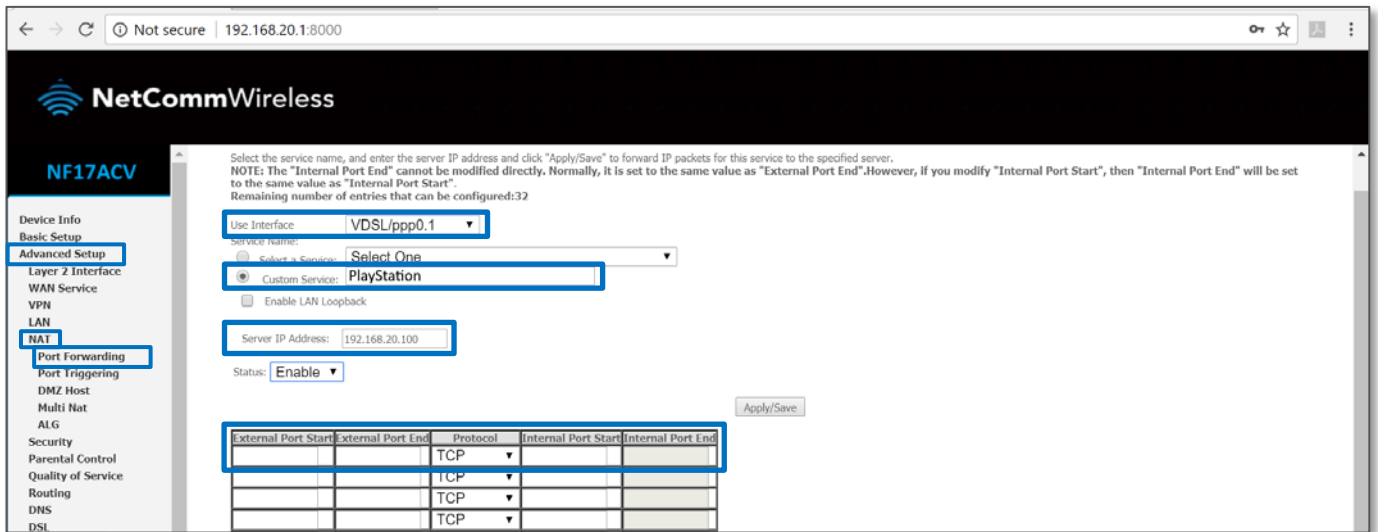 Not secure 192.168.20.1:8000
NetCommWireless
NF17ACV
Device Info
Basic Setup
Advanced Setup
Layer 2 Interface
WAN Service
VPN
LAN
NAT
Port Forwarding
Port Triggering
DMZ Host
Multi Nat
ALG
Security
Parental Control
Quality of Service
Routing
DNS
DSL
Select the service name, and enter the server IP address and click "Apply/Save" to forward IP packets for this service to the specified server.
NOTE: The "Internal Port End" cannot be modified directly. Normally, it is set to the same value as "External Port End".However, if you modify "Internal Port Start", then "Internal Port End" will be set
to the same value as "Internal Port Start".
Remaining number of entries that can be configured:32
Use Interface VDSL/ppp0.1
Service Name:
Select a Service: Select One
Custom Service: PlayStation
Enable LAN Loopback
Server IP Address: 192.168.20.100
Status: Enable
Apply/Save
External Port Start External Port End Protocol Internal Port Start Internal Port End
TCP
TCP
TCP
TCP